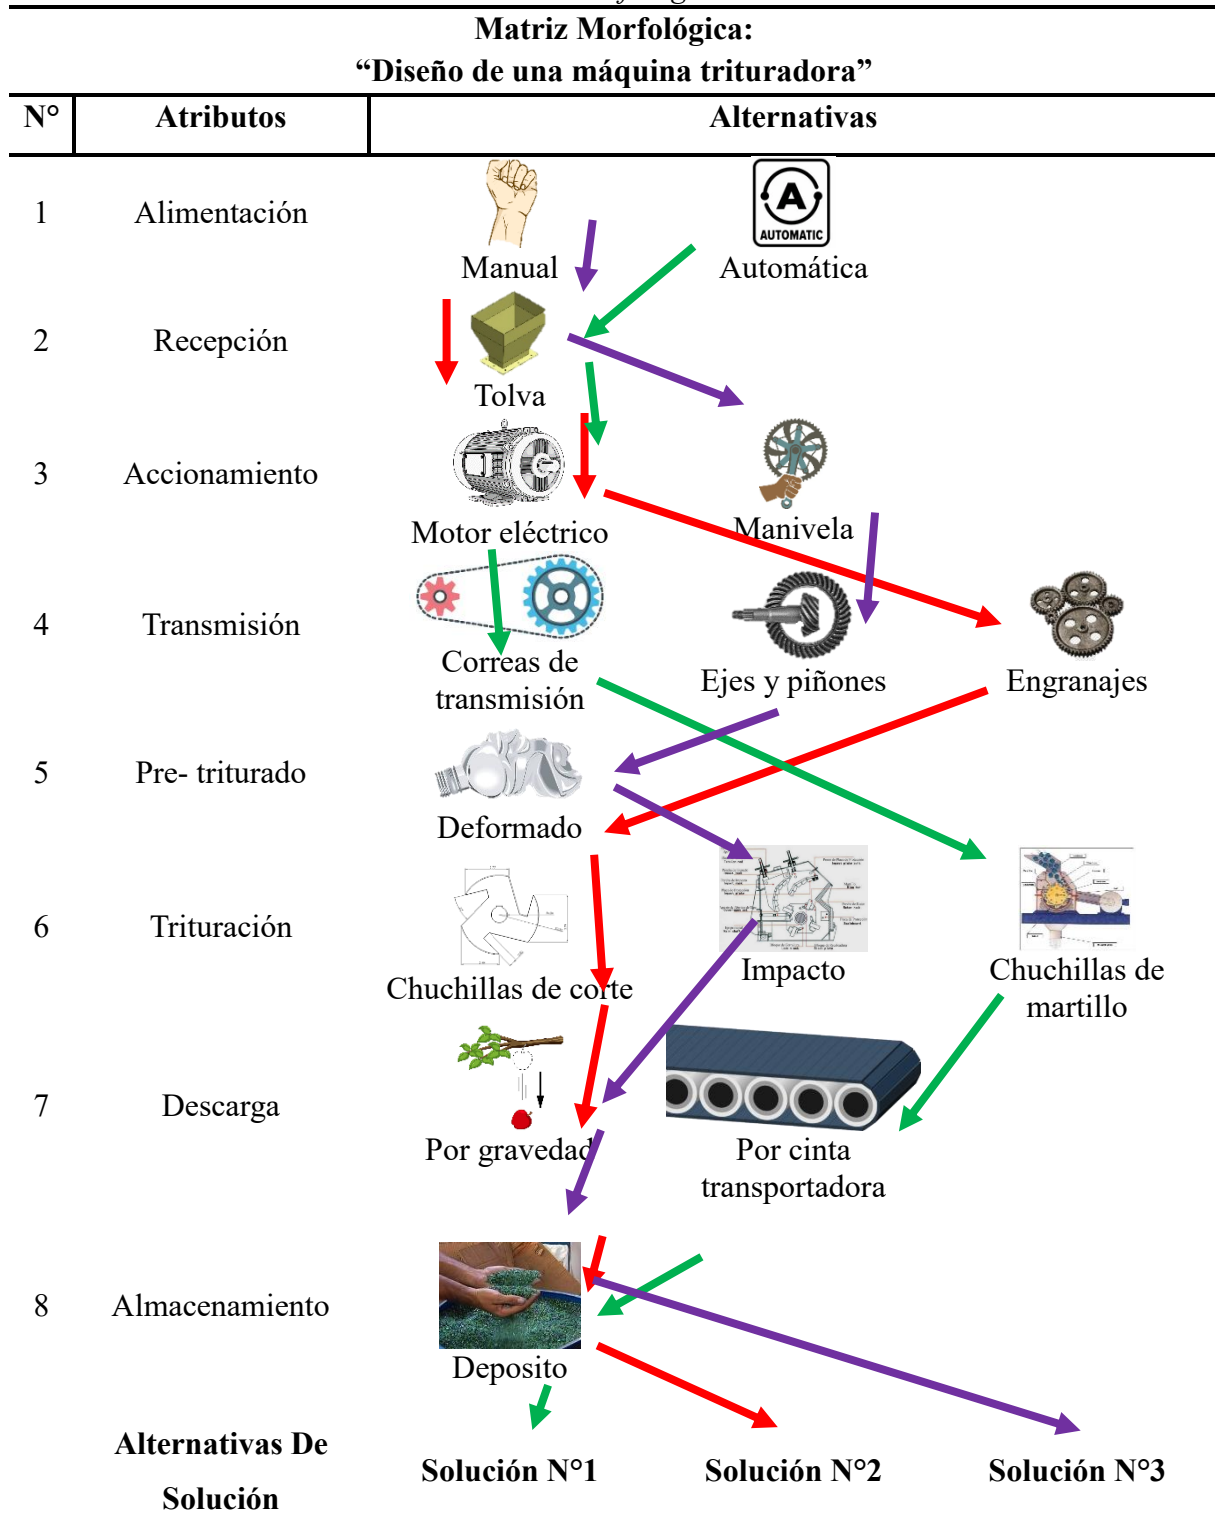 Matriz Morfológica:
“Diseño de una máquina trituradora”
N° Atributos Alternativas
AUTOMATIC
1 Alimentación
Manual Automática
2 Recepción
Tolva
3 Accionamiento
Motor eléctrico Manivela
4 Transmisión
Correas de
transmisión
Ejes y piñones Engranajes
5 Pre- triturado
Deformado
6 Trituración
Chuchillas de corte
Impacto
Chuchillas de
martillo
7 Descarga
Por gravedad
Por cinta
transportadora
8 Almacenamiento
Deposito
Alternativas De
Solución
Solución N°1 Solución N°2 Solución N°3